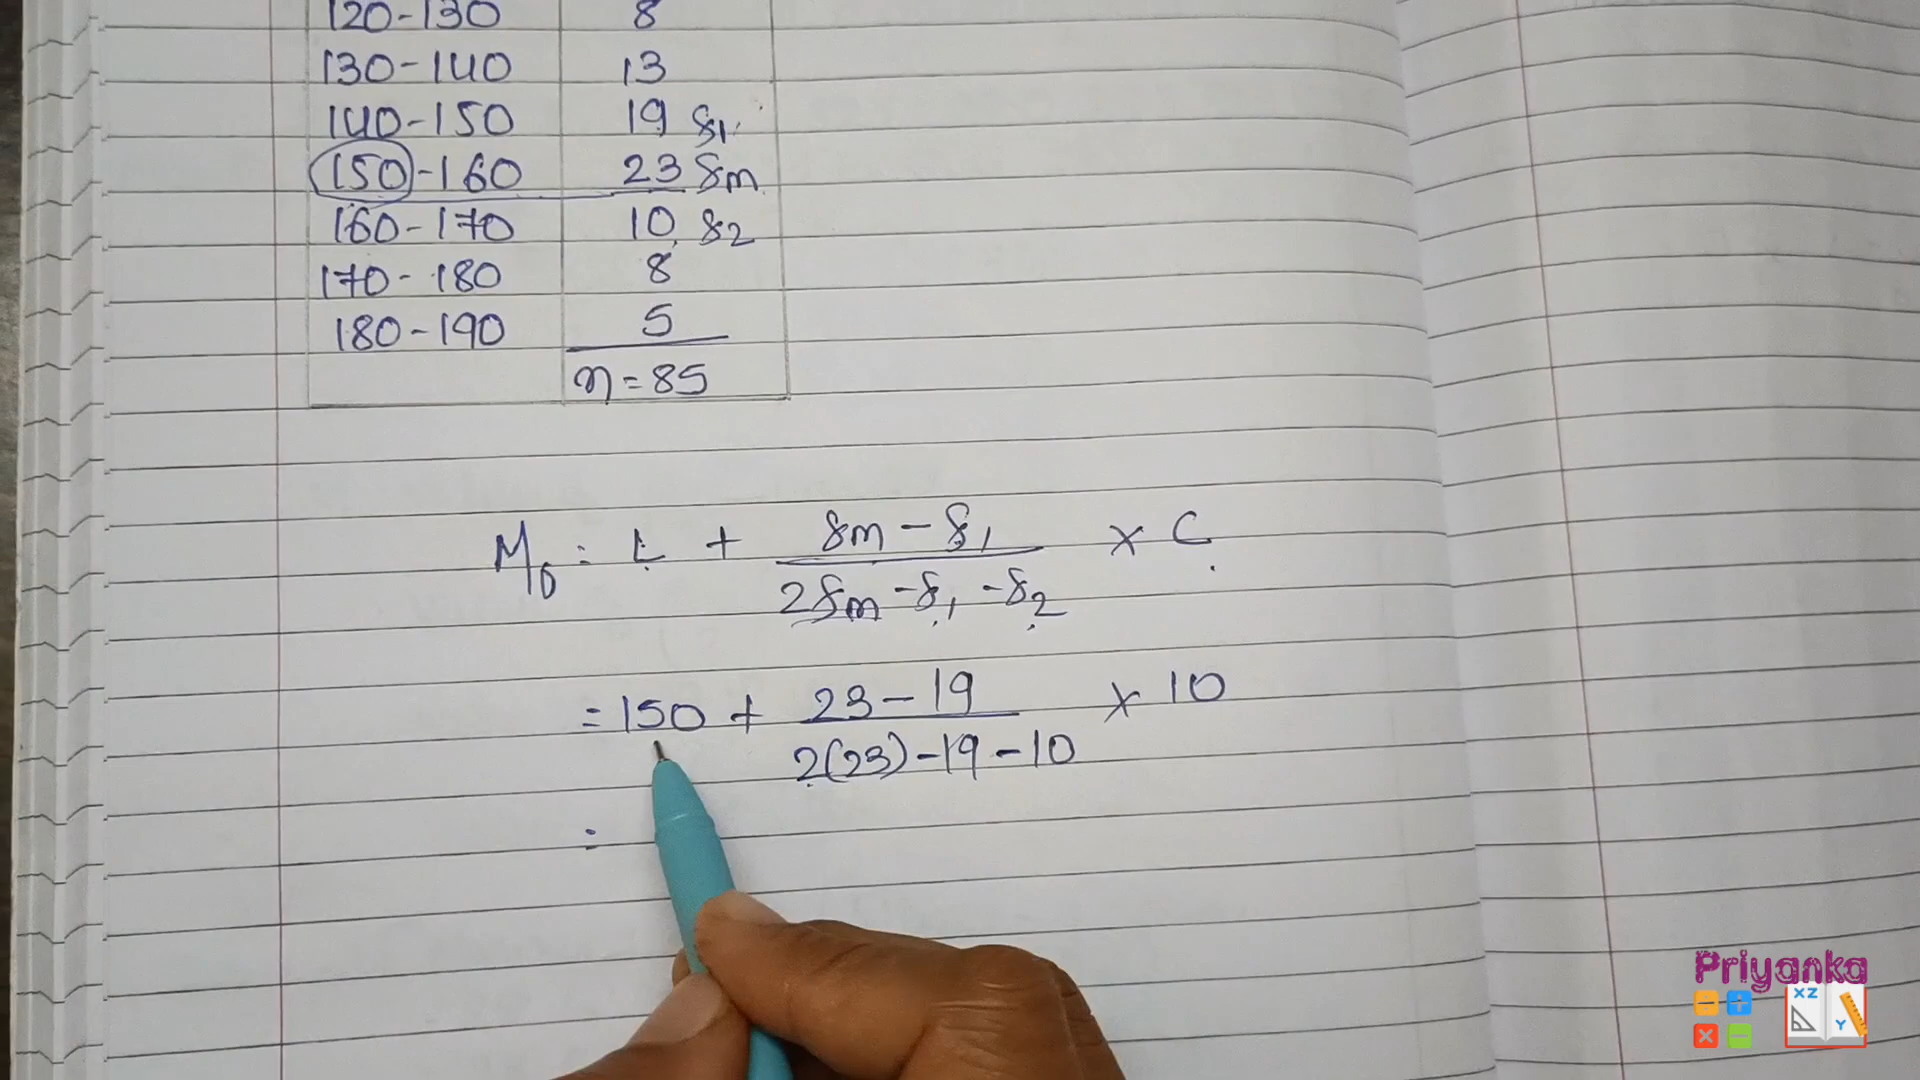 120-130 8
130-140 13
140-150 19 f1
150-160 23 fm
160-170 10 f2
170-180 8
180-190 5
n=85
Mo = L + fm - f1 × C
2fm - f1 - f2
= 150 + 23 - 19 × 10
2(23) - 19 - 10
=
Priyanka
XZ
Y